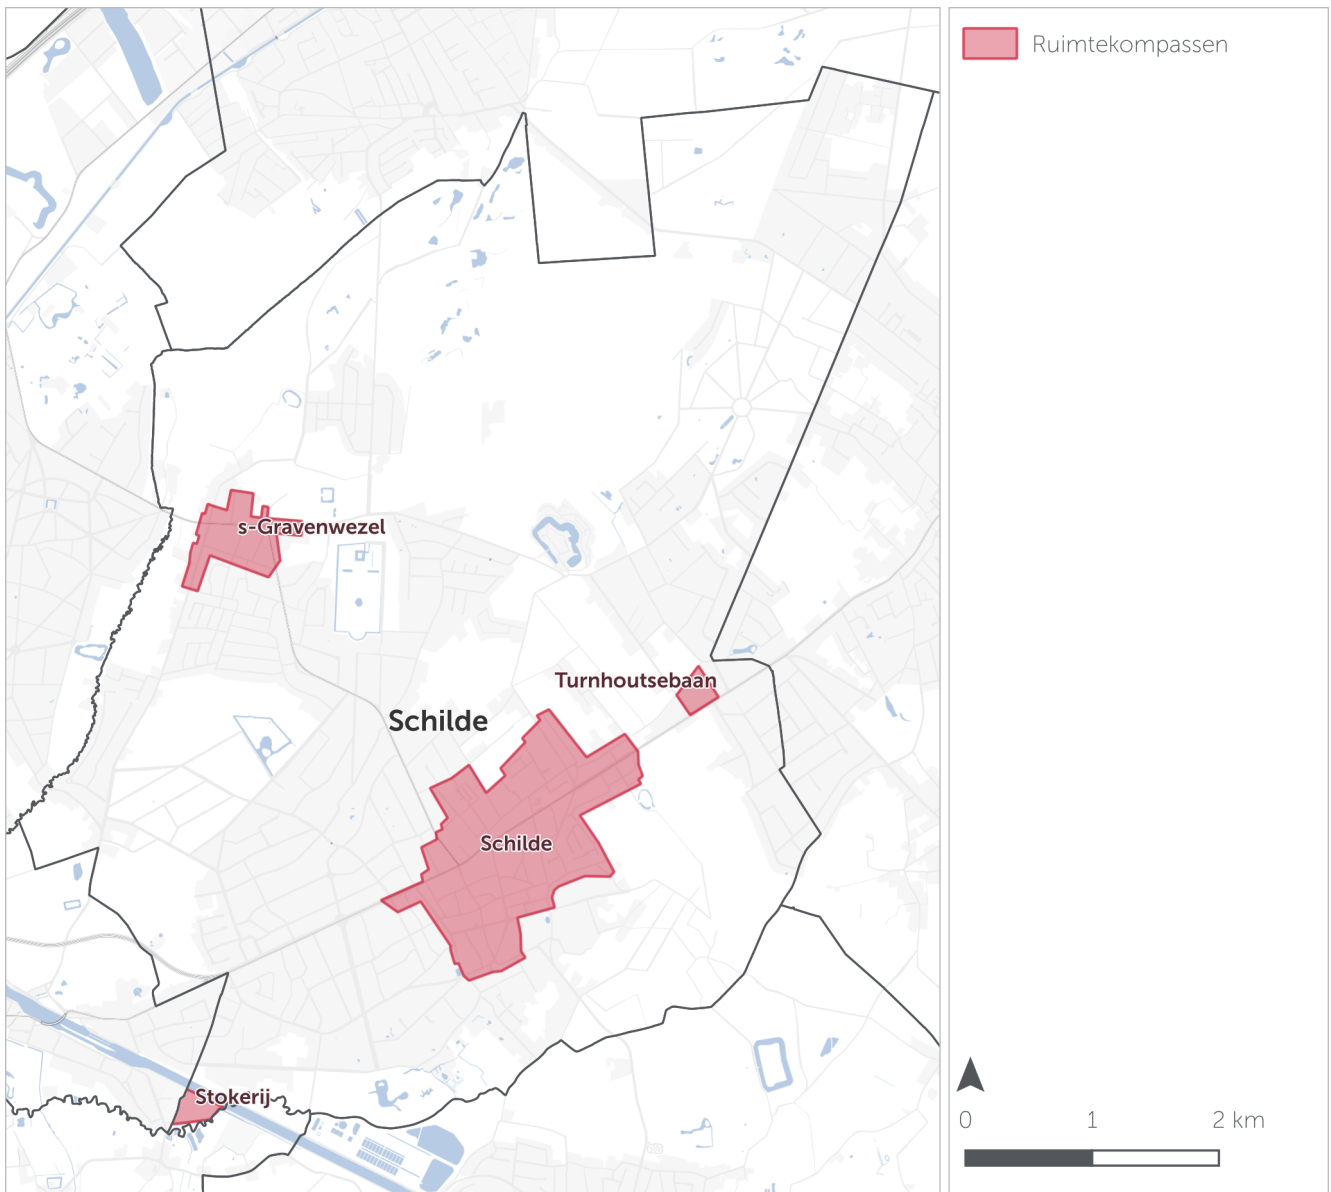 Ruimtekompassen
s-Gravenwezel
Turnhoutsebaan
Schilde
Schilde
Stokerij
0 1 2 km